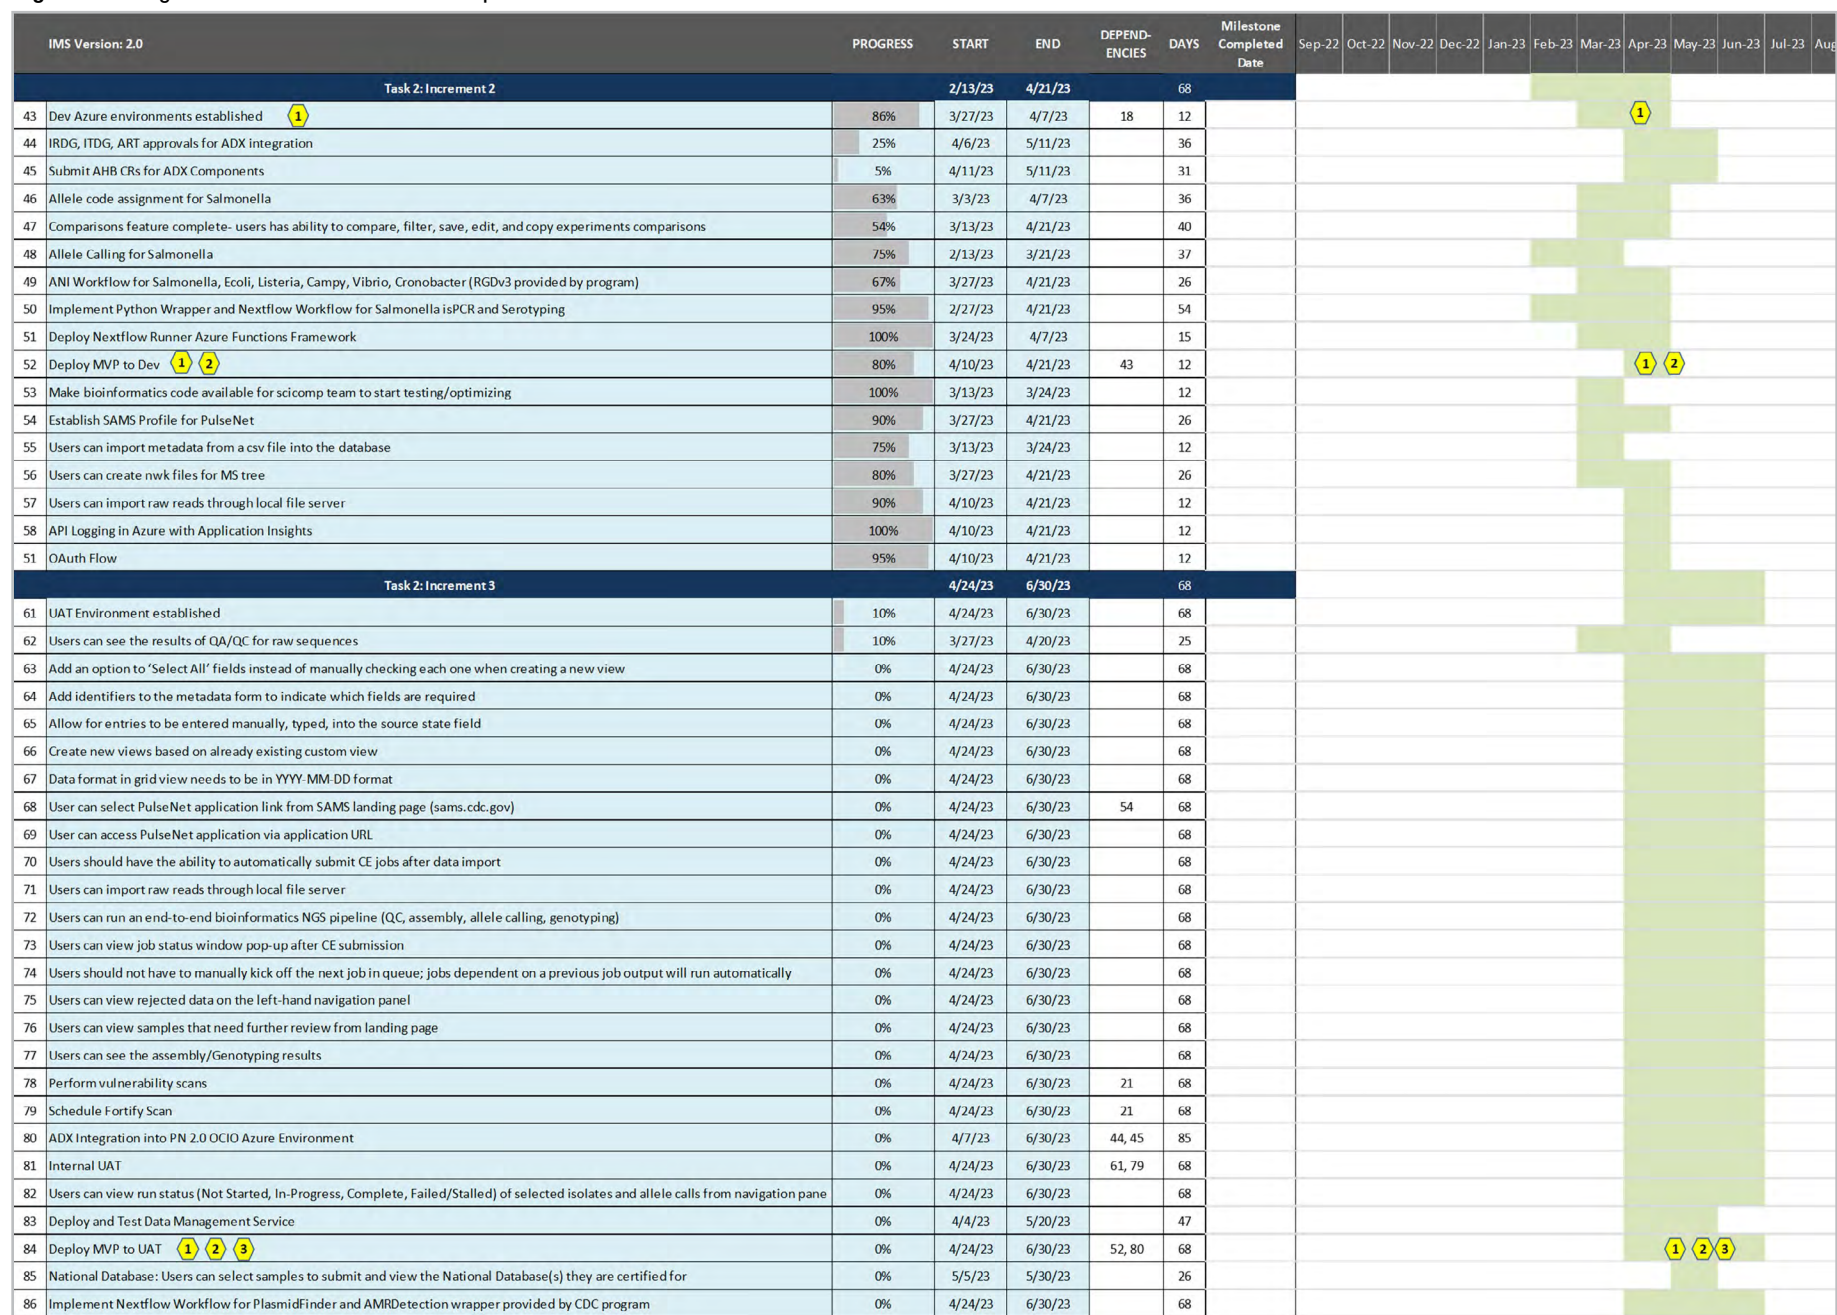 IMS Version: 2.0 PROGRESS START END DEPEND-ENCIES DAYS Milestone Completed Date Sep-22 Oct-22 Nov-22 Dec-22 Jan-23 Feb-23 Mar-23 Apr-23 May-23 Jun-23 Jul-23 Aug
Task 2: Increment 2 2/13/23 4/21/23 68
43 Dev Azure environments established 1 86% 3/27/23 4/7/23 18 12 1
44 IRDG, ITDG, ART approvals for ADX integration 25% 4/6/23 5/11/23 36
45 Submit AHB CRs for ADX Components 5% 4/11/23 5/11/23 31
46 Allele code assignment for Salmonella 63% 3/3/23 4/7/23 36
47 Comparisons feature complete- users has ability to compare, filter, save, edit, and copy experiments comparisons 54% 3/13/23 4/21/23 40
48 Allele Calling for Salmonella 75% 2/13/23 3/21/23 37
49 ANI Workflow for Salmonella, Ecoli, Listeria, Campy, Vibrio, Cronobacter (RGDv3 provided by program) 67% 3/27/23 4/21/23 26
50 Implement Python Wrapper and Nextflow Workflow for Salmonella isPCR and Serotyping 95% 2/27/23 4/21/23 54
51 Deploy Nextflow Runner Azure Functions Framework 100% 3/24/23 4/7/23 15
52 Deploy MVP to Dev 1 2 80% 4/10/23 4/21/23 43 12 1 2
53 Make bioinformatics code available for scicomp team to start testing/optimizing 100% 3/13/23 3/24/23 12
54 Establish SAMS Profile for PulseNet 90% 3/27/23 4/21/23 26
55 Users can import metadata from a csv file into the database 75% 3/13/23 3/24/23 12
56 Users can create nwk files for MS tree 80% 3/27/23 4/21/23 26
57 Users can import raw reads through local file server 90% 4/10/23 4/21/23 12
58 API Logging in Azure with Application Insights 100% 4/10/23 4/21/23 12
51 OAuth Flow 95% 4/10/23 4/21/23 12
Task 2: Increment 3 4/24/23 6/30/23 68
61 UAT Environment established 10% 4/24/23 6/30/23 68
62 Users can see the results of QA/QC for raw sequences 10% 3/27/23 4/20/23 25
63 Add an option to ‘Select All’ fields instead of manually checking each one when creating a new view 0% 4/24/23 6/30/23 68
64 Add identifiers to the metadata form to indicate which fields are required 0% 4/24/23 6/30/23 68
65 Allow for entries to be entered manually, typed, into the source state field 0% 4/24/23 6/30/23 68
66 Create new views based on already existing custom view 0% 4/24/23 6/30/23 68
67 Data format in grid view needs to be in YYYY-MM-DD format 0% 4/24/23 6/30/23 68
68 User can select PulseNet application link from SAMS landing page (sams.cdc.gov) 0% 4/24/23 6/30/23 54 68
69 User can access PulseNet application via application URL 0% 4/24/23 6/30/23 68
70 Users should have the ability to automatically submit CE jobs after data import 0% 4/24/23 6/30/23 68
71 Users can import raw reads through local file server 0% 4/24/23 6/30/23 68
72 Users can run an end-to-end bioinformatics NGS pipeline (QC, assembly, allele calling, genotyping) 0% 4/24/23 6/30/23 68
73 Users can view job status window pop-up after CE submission 0% 4/24/23 6/30/23 68
74 Users should not have to manually kick off the next job in queue; jobs dependent on a previous job output will run automatically 0% 4/24/23 6/30/23 68
75 Users can view rejected data on the left-hand navigation panel 0% 4/24/23 6/30/23 68
76 Users can view samples that need further review from landing page 0% 4/24/23 6/30/23 68
77 Users can see the assembly/Genotyping results 0% 4/24/23 6/30/23 68
78 Perform vulnerability scans 0% 4/24/23 6/30/23 21 68
79 Schedule Fortify Scan 0% 4/24/23 6/30/23 21 68
80 ADX Integration into PN 2.0 OCIO Azure Environment 0% 4/7/23 6/30/23 44, 45 85
81 Internal UAT 0% 4/24/23 6/30/23 61, 79 68
82 Users can view run status (Not Started, In-Progress, Complete, Failed/Stalled) of selected isolates and allele calls from navigation pane 0% 4/24/23 6/30/23 68
83 Deploy and Test Data Management Service 0% 4/4/23 5/20/23 47
84 Deploy MVP to UAT 1 2 3 0% 4/24/23 6/30/23 52, 80 68 1 2 3
85 National Database: Users can select samples to submit and view the National Database(s) they are certified for 0% 5/5/23 5/30/23 26
86 Implement Nextflow Workflow for PlasmidFinder and AMRDetection wrapper provided by CDC program 0% 4/24/23 6/30/23 68